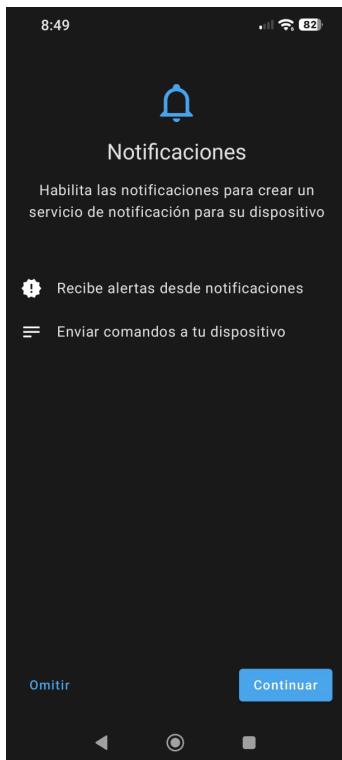 8:49
82
Notificaciones
Habilita las notificaciones para crear un
servicio de notificación para su dispositivo
Recibe alertas desde notificaciones
Enviar comandos a tu dispositivo
Omitir
Continuar